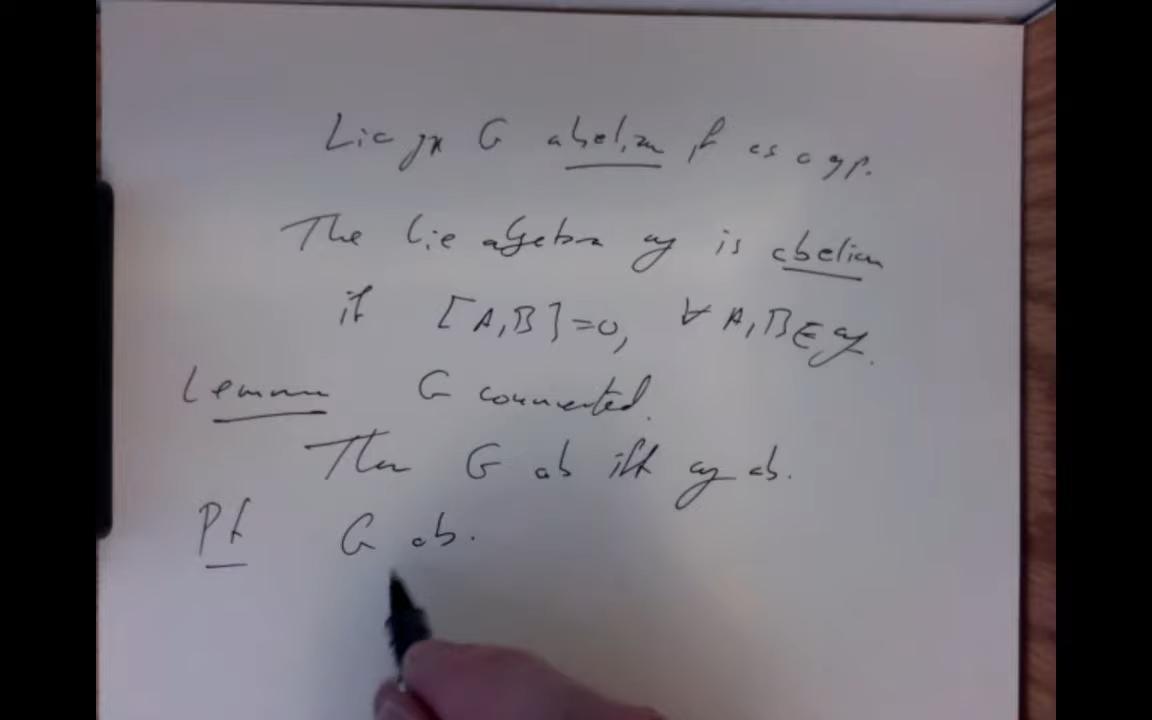 Lie gp G abelian if as a gp.
The Lie algebra 𝔤 is abelian
if [A,B]=0, ∀ A,B∈𝔤.
Lemma G connected.
Then G ab iff 𝔤 ab.
Pf G ab.